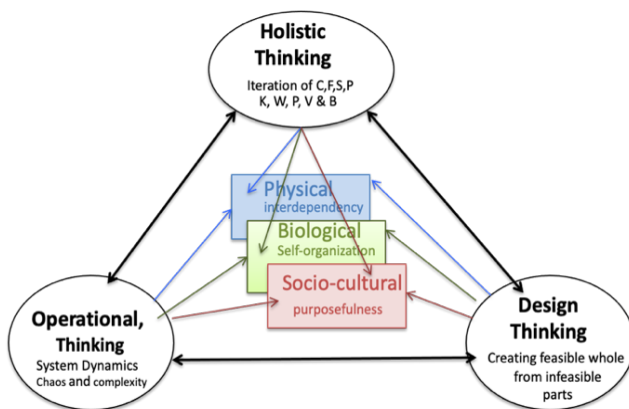 Holistic
Thinking
Iteration of C,F,S,P
K, W, P, V & B
Physical
interdependency
Biological
Self-organization
Socio-cultural
purposefulness
Operational,
Thinking
System Dynamics
Chaos and complexity
Design
Thinking
Creating feasible whole
from infeasible
parts